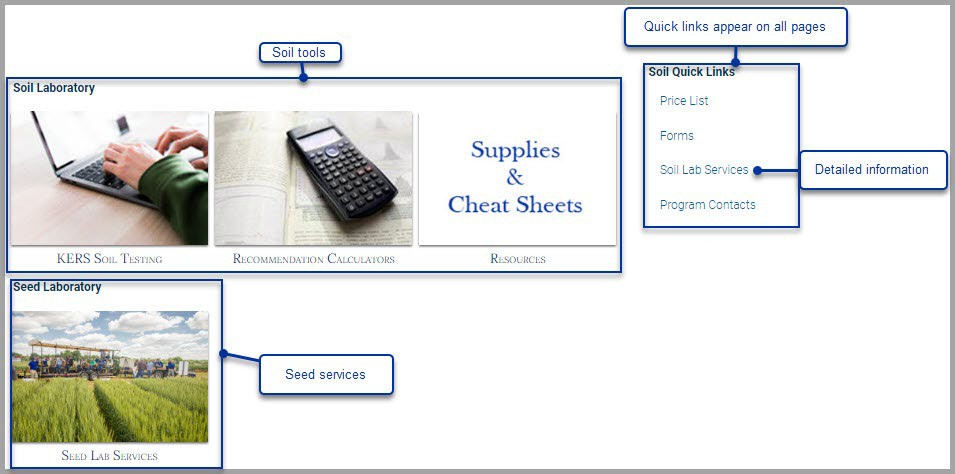 Quick links appear on all pages
Soil tools
Soil Laboratory
Supplies
&
Cheat Sheets
KERS Soil Testing
Recommendation Calculators
Resources
Soil Quick Links
Price List
Forms
Soil Lab Services
Program Contacts
Detailed information
Seed Laboratory
Seed Lab Services
Seed services